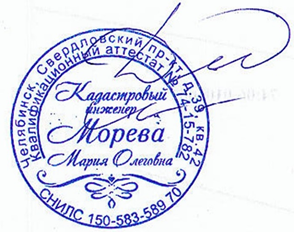 Челябинск, Свердловский пр-кт, д.39, кв.42
Квалификационный аттестат № 74-15-782
Кадастровый
инженер
Морева
Мария Олеговна
СНИЛС 150-583-589 70